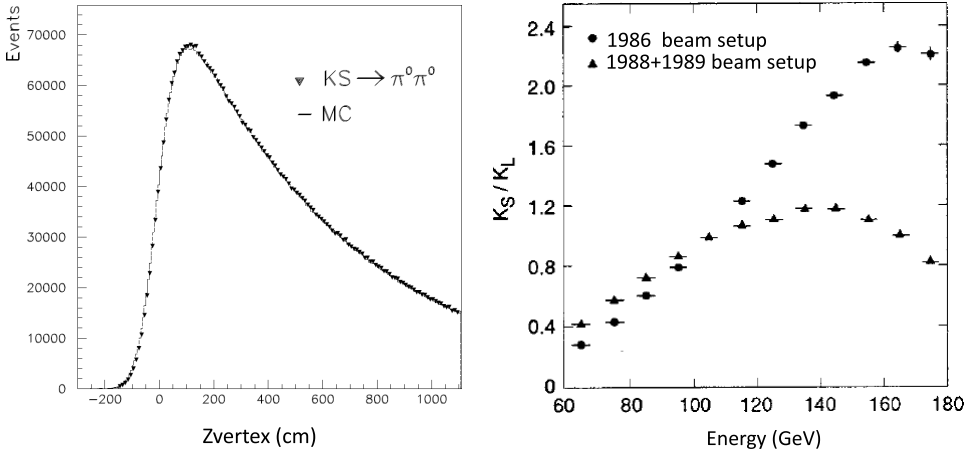 Events
70000
60000
50000
40000
30000
20000
10000
0
KS → π⁰π⁰
MC
−200 0 200 400 600 800 1000
Zvertex (cm)
K_S / K_L
2.4
2.0
1.6
1.2
0.8
0.4
0
1986 beam setup
1988+1989 beam setup
60 80 100 120 140 160 180
Energy (GeV)